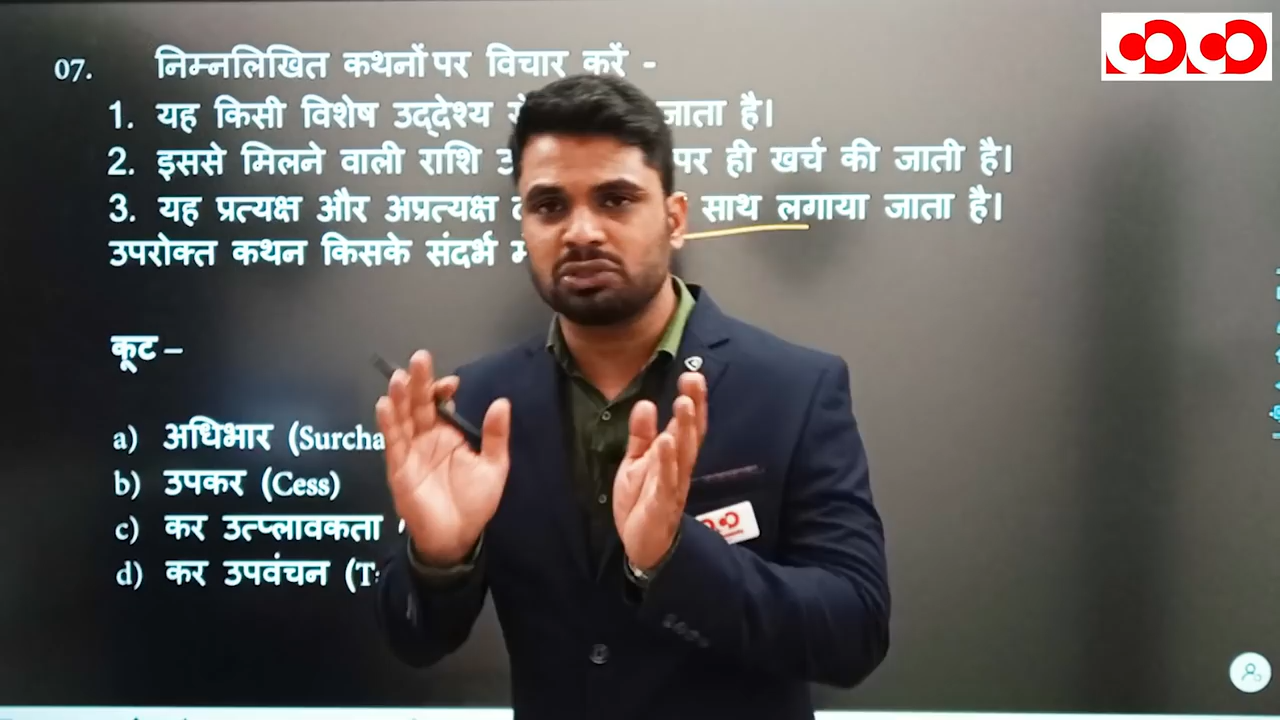 07. निम्नलिखित कथनों पर विचार करें -
1. यह किसी विशेष उद्देश्य जाता है।
2. इससे मिलने वाली राशि पर ही खर्च की जाती है।
3. यह प्रत्यक्ष और अप्रत्यक्ष साथ लगाया जाता है।
उपरोक्त कथन किसके संदर्भ
कूट –
a) अधिभार (Surcha
b) उपकर (Cess)
c) कर उत्प्लावकता
d) कर उपवंचन (T